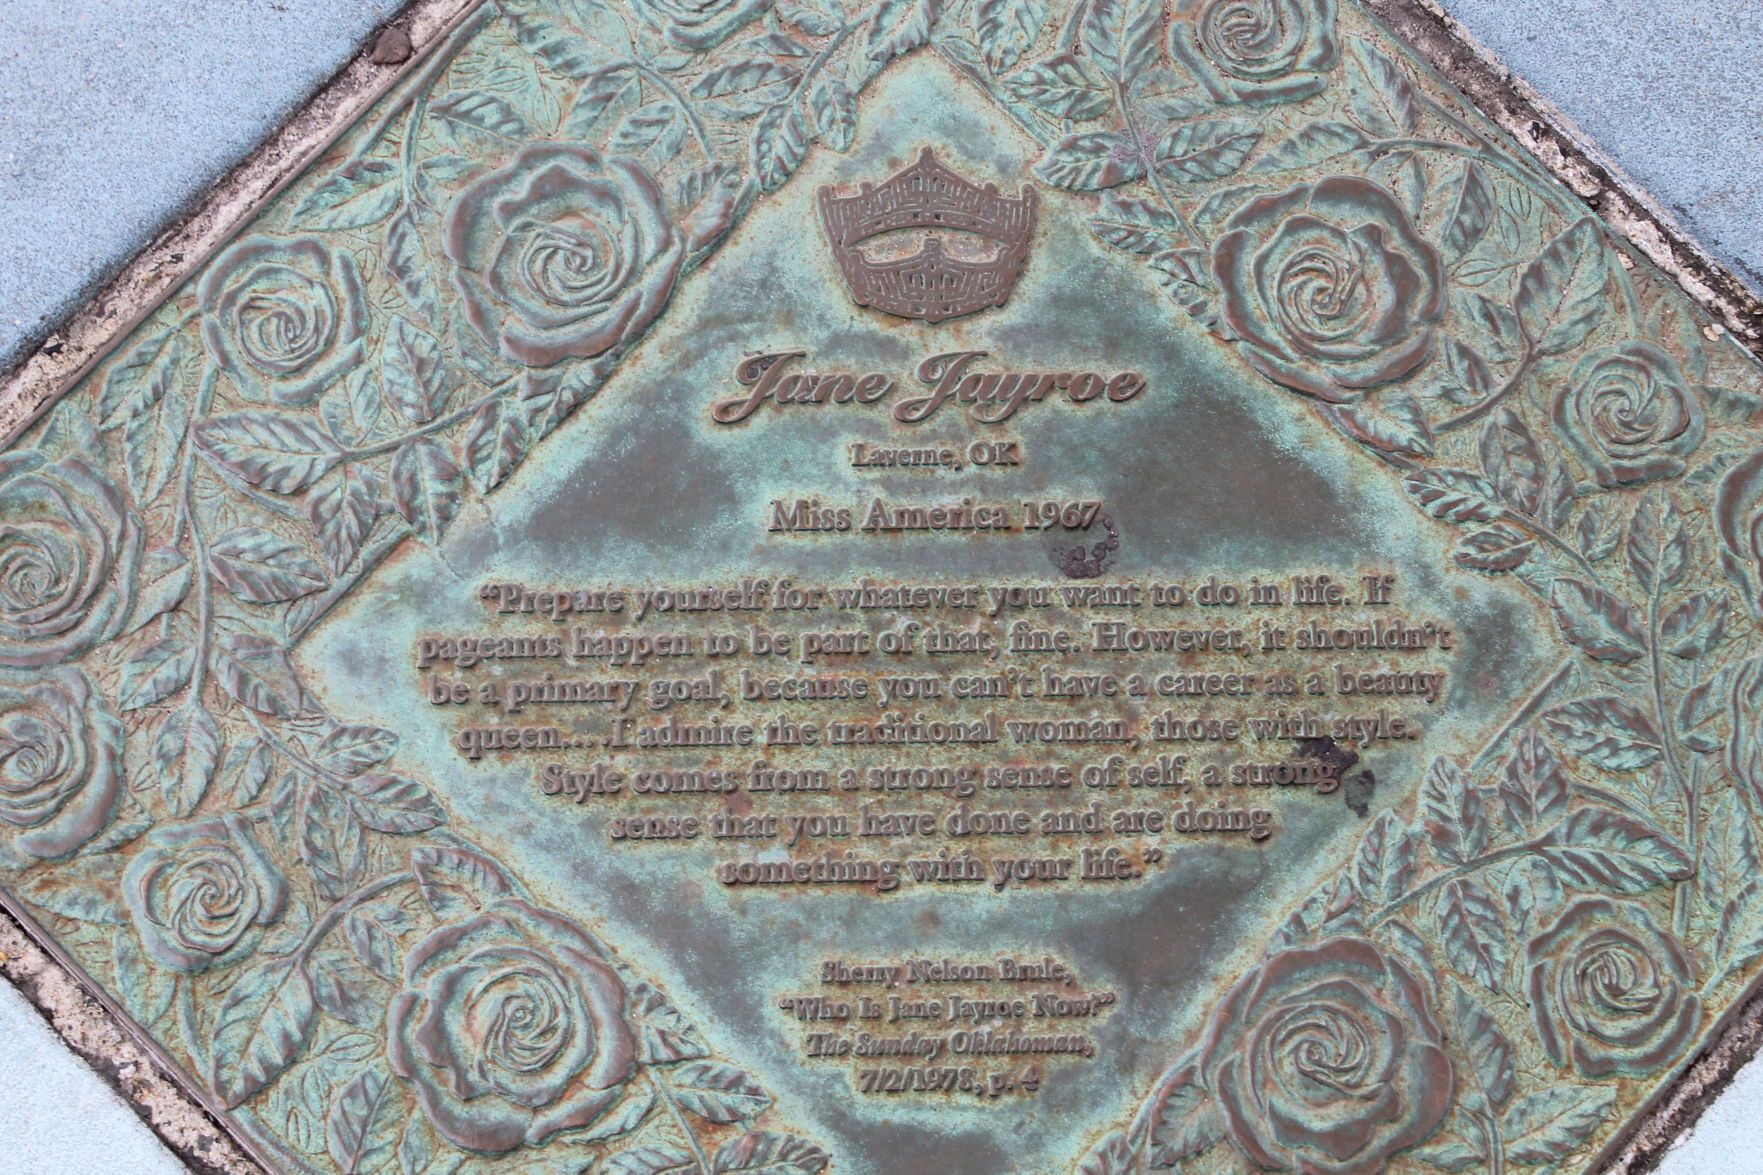 Jane Jayroe
Laverne, OK
Miss America 1967
“Prepare yourself for whatever you want to do in life. If
pageants happen to be part of that, fine. However, it shouldn't
be a primary goal, because you can't have a career as a beauty
queen....I admire the traditional woman, those with style.
Style comes from a strong sense of self, a strong
sense that you have done and are doing
something with your life.”
Sherry Nelson Brule,
“Who Is Jane Jayroe Now?”
The Sunday Oklahoman,
7/2/1978, p. 4